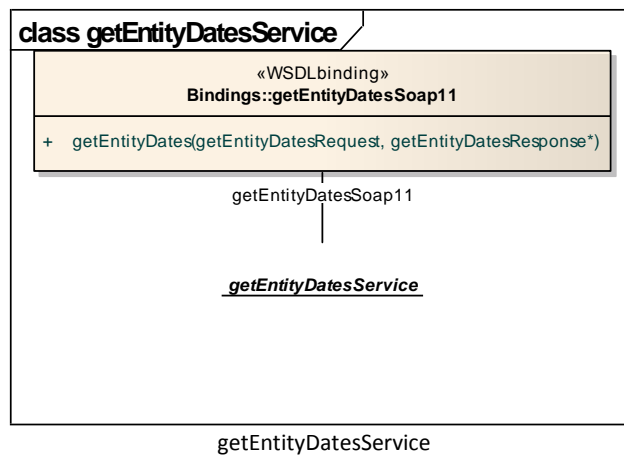 class getEntityDatesService
«WSDLbinding»
Bindings::getEntityDatesSoap11
+ getEntityDates(getEntityDatesRequest, getEntityDatesResponse*)
getEntityDatesSoap11
getEntityDatesService
getEntityDatesService